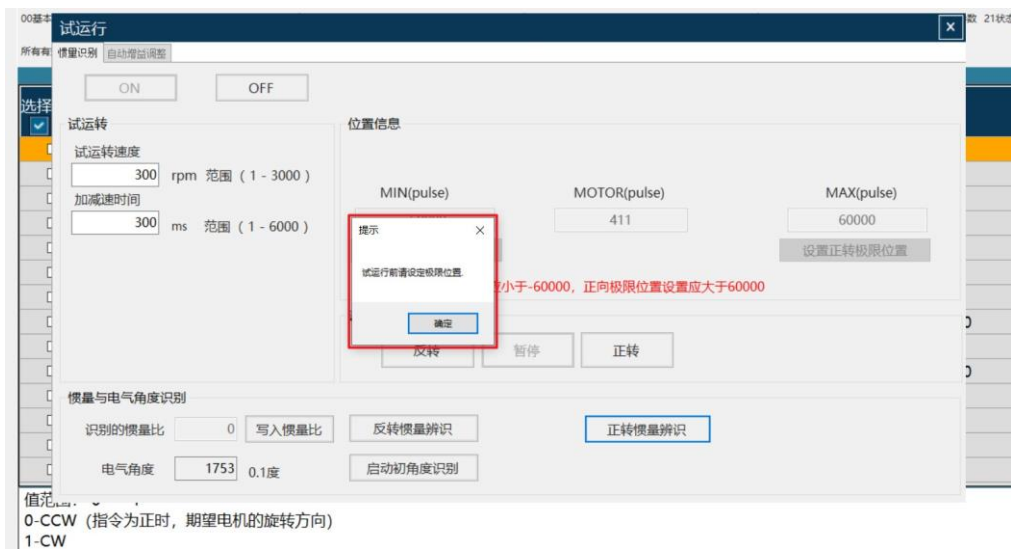 00基本
数 21状态
试运行
×
所有有
惯量识别 自动增益调整
ON OFF
选择
试运转
位置信息
试运转速度
300 rpm 范围 ( 1 - 3000 )
加减速时间
300 ms 范围 ( 1 - 6000 )
MIN(pulse) MOTOR(pulse) MAX(pulse)
411 60000
设置正转极限位置
提示 ×
试运行前请设定极限位置.
确定
小于-60000，正向极限位置设置应大于60000
反转 暂停 正转
惯量与电气角度识别
识别的惯量比 0 写入惯量比 反转惯量辨识 正转惯量辨识
电气角度 1753 0.1度 启动初角度识别
值范围:
0-CCW (指令为正时，期望电机的旋转方向)
1-CW